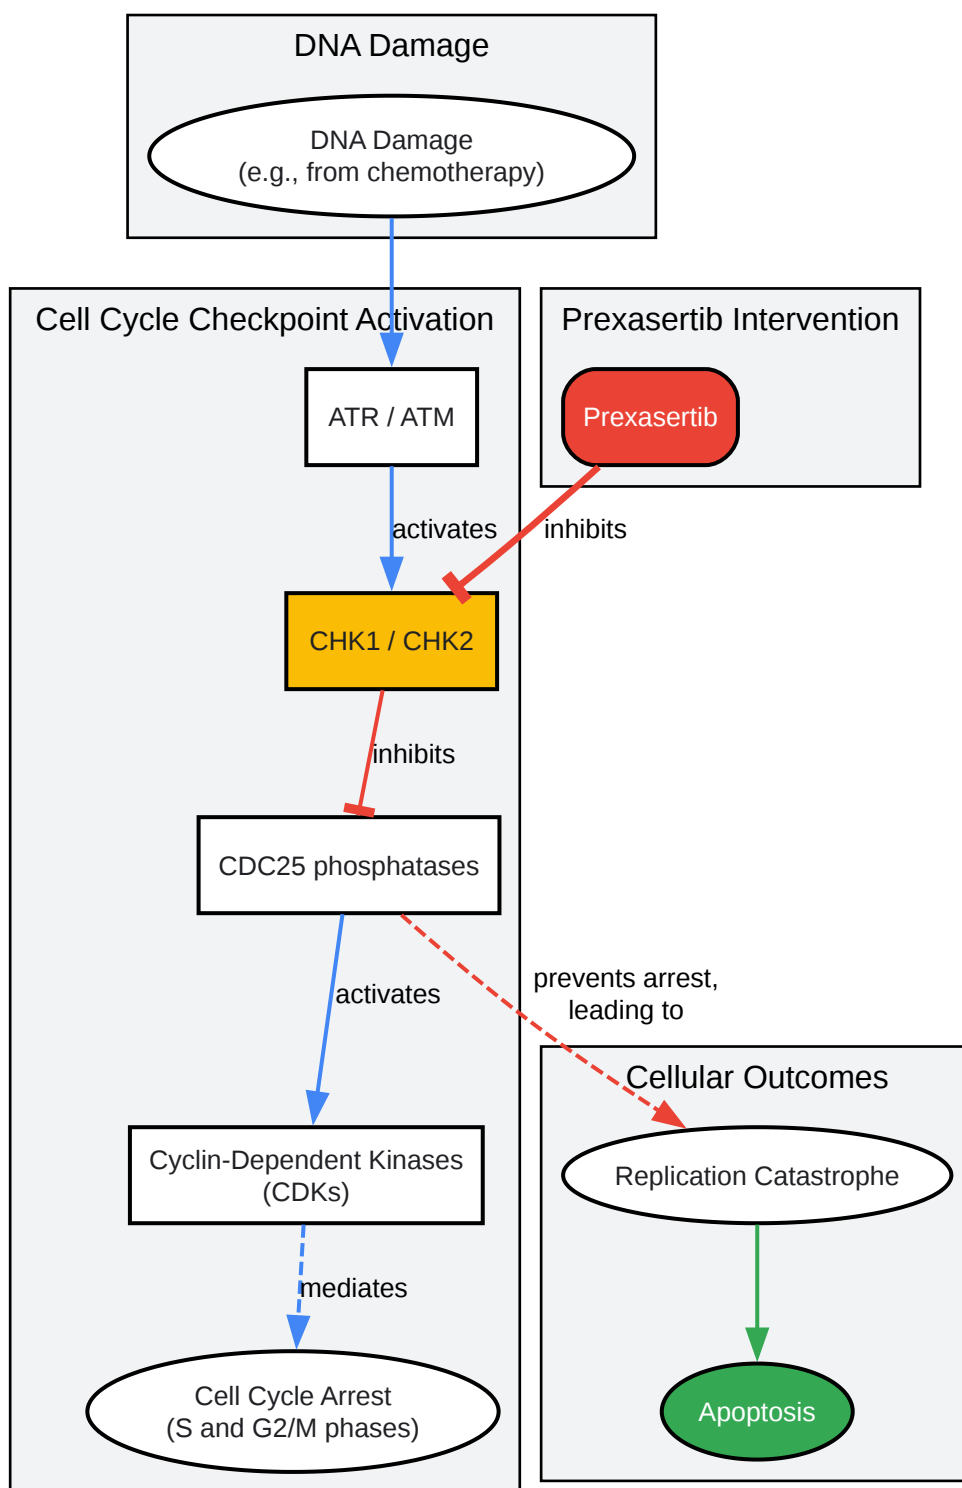 DNA Damage
DNA Damage
(e.g., from chemotherapy)
Cell Cycle Checkpoint Activation
Prexasertib Intervention
ATR / ATM
Prexasertib
activates
inhibits
CHK1 / CHK2
inhibits
CDC25 phosphatases
activates
prevents arrest,
leading to
Cellular Outcomes
Cyclin-Dependent Kinases
(CDKs)
Replication Catastrophe
mediates
Cell Cycle Arrest
(S and G2/M phases)
Apoptosis